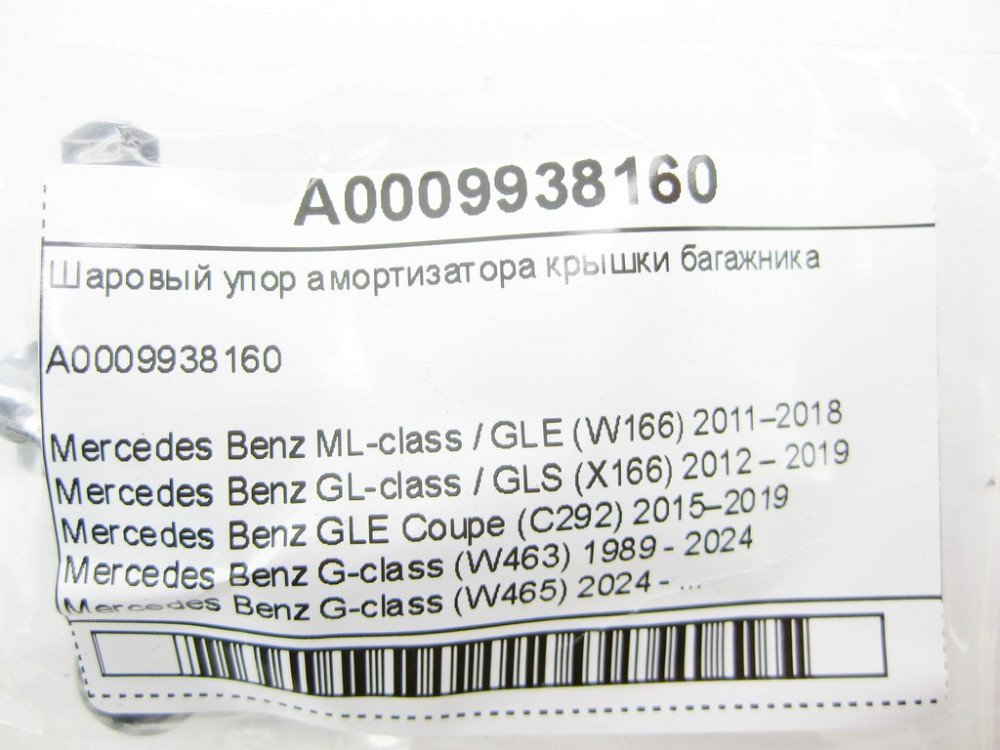 A0009938160
Шаровый упор амортизатора крышки багажника
A0009938160
Mercedes Benz ML-class / GLE (W166) 2011–2018
Mercedes Benz GL-class / GLS (X166) 2012 – 2019
Mercedes Benz GLE Coupe (C292) 2015–2019
Mercedes Benz G-class (W463) 1989 - 2024
Mercedes Benz G-class (W465) 2024 - ...